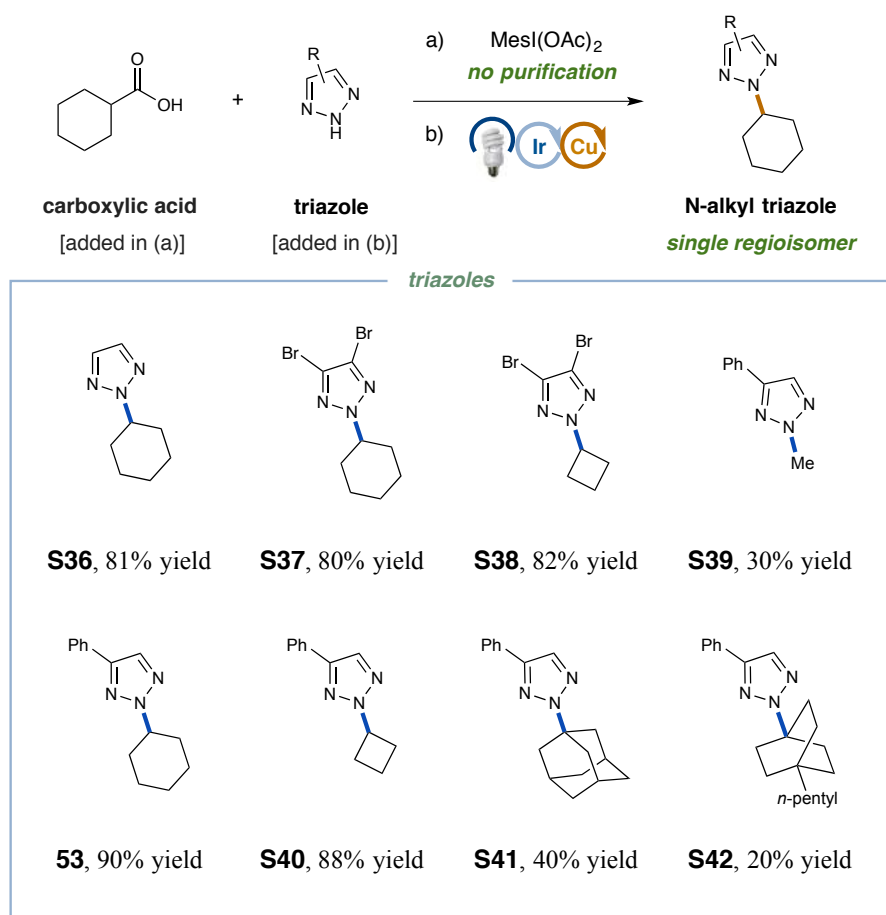 a) MesI(OAc)2
no purification
b) Ir Cu
O
OH
+
R
N
N
N
H
R
N
N
N
carboxylic acid
[added in (a)]
triazole
[added in (b)]
N-alkyl triazole
single regioisomer
triazoles
N
N
N
Br
Br
N
N
N
Br
Br
N
N
N
Ph
N
N
N
Me
S36, 81% yield
S37, 80% yield
S38, 82% yield
S39, 30% yield
Ph
N
N
N
Ph
N
N
N
Ph
N
N
N
Ph
N
N
N
n-pentyl
53, 90% yield
S40, 88% yield
S41, 40% yield
S42, 20% yield